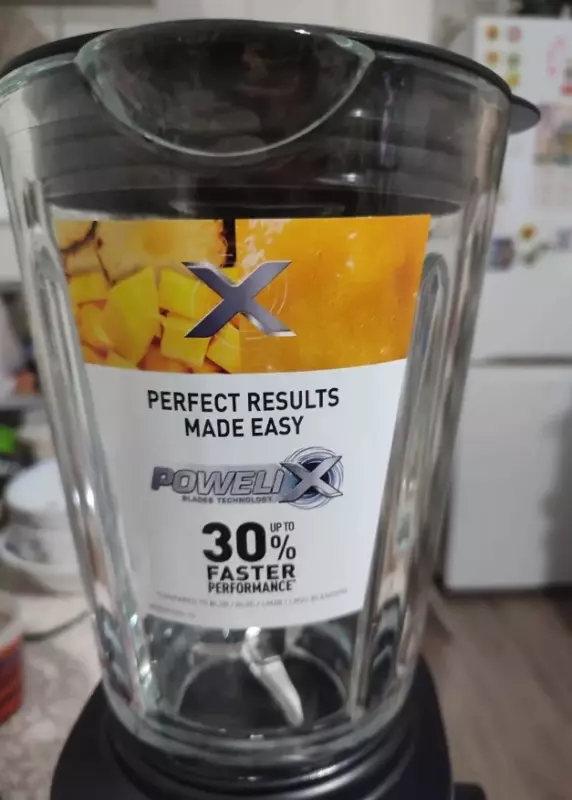 X
PERFECT RESULTS
MADE EASY
POWELIX
BLADES TECHNOLOGY
UP TO
30%
FASTER
PERFORMANCE*